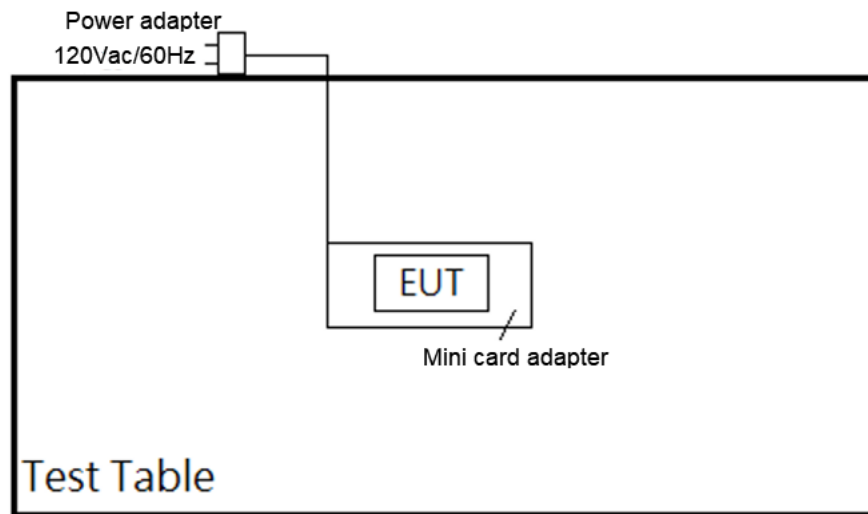 Power adapter
120Vac/60Hz
EUT
Mini card adapter
Test Table